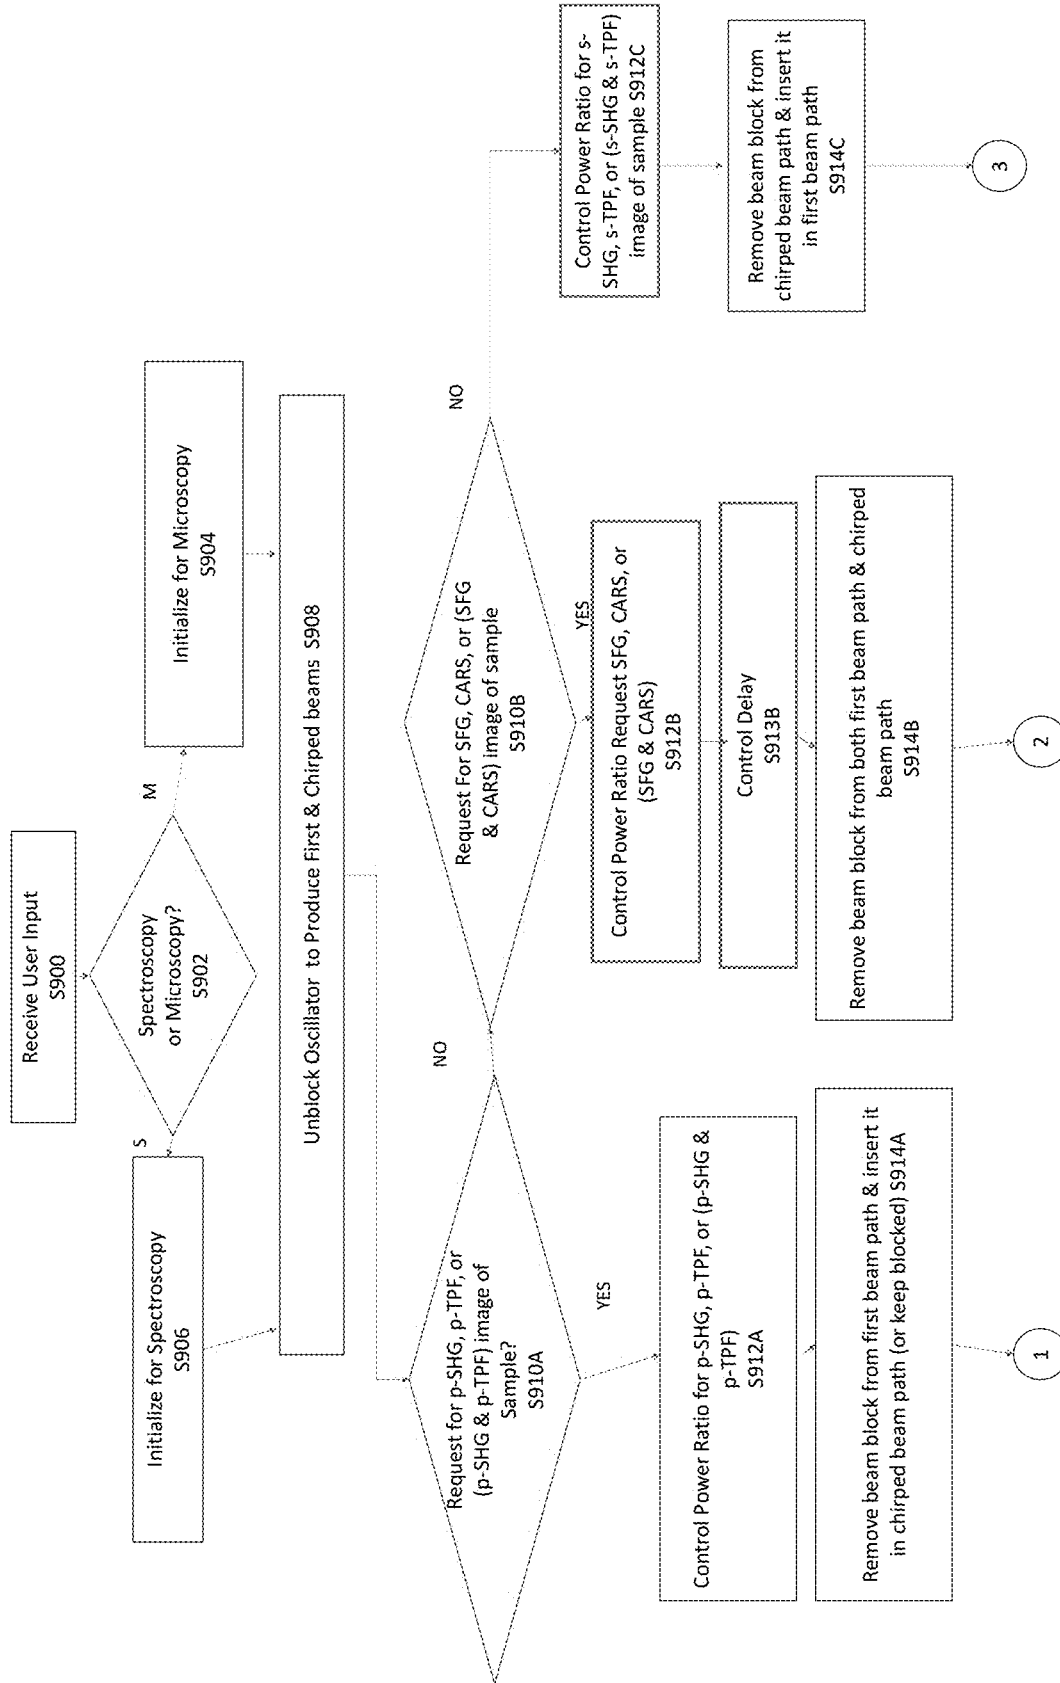 Receive User Input
S900
Spectroscopy
or Microscopy?
S902
S
M
Initialize for Spectroscopy
S906
Initialize for Microscopy
S904
Unblock Oscillator to Produce First & Chirped beams S908
Request for p-SHG, p-TPF, or
(p-SHG & p-TPF) image of
Sample?
S910A
NO
YES
Request For SFG, CARS, or (SFG
& CARS) image of sample
S910B
NO
YES
Control Power Ratio for p-SHG, p-TPF, or (p-SHG &
p-TPF)
S912A
Remove beam block from first beam path & insert it
in chirped beam path (or keep blocked) S914A
1
Control Power Ratio Request SFG, CARS, or
(SFG & CARS)
S912B
Control Delay
S913B
Remove beam block from both first beam path & chirped
beam path
S914B
2
Control Power Ratio for s-
SHG, s-TPF, or (s-SHG & s-TPF)
image of sample S912C
Remove beam block from
chirped beam path & insert it
in first beam path
S914C
3